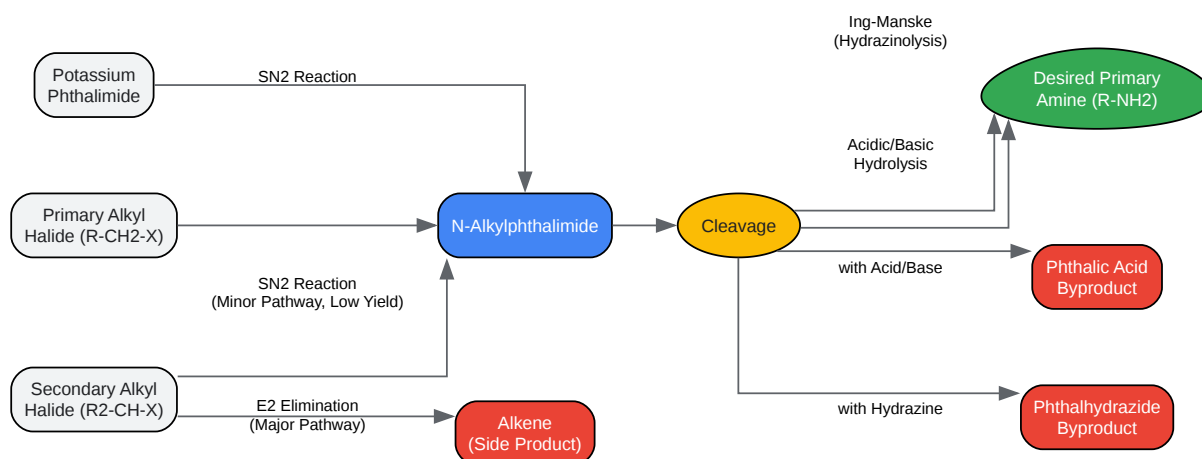 Ing-Manske
(Hydrazinolysis)
Potassium
Phthalimide
SN2 Reaction
Desired Primary
Amine (R-NH2)
Acidic/Basic
Hydrolysis
Primary Alkyl
Halide (R-CH2-X)
N-Alkylphthalimide
Cleavage
SN2 Reaction
(Minor Pathway, Low Yield)
with Acid/Base
Phthalic Acid
Byproduct
Secondary Alkyl
Halide (R2-CH-X)
E2 Elimination
(Major Pathway)
Alkene
(Side Product)
with Hydrazine
Phthalhydrazide
Byproduct